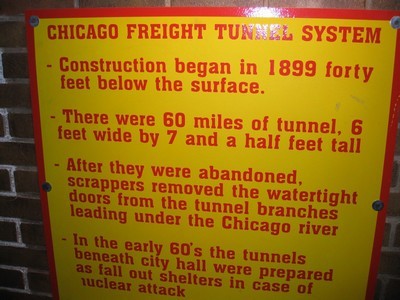 CHICAGO FREIGHT TUNNEL SYSTEM
- Construction began in 1899 forty
feet below the surface.
- There were 60 miles of tunnel, 6
feet wide by 7 and a half feet tall
- After they were abandoned,
scrappers removed the watertight
doors from the tunnel branches
leading under the Chicago river
- In the early 60's the tunnels
beneath city hall were prepared
as fall out shelters in case of
nuclear attack